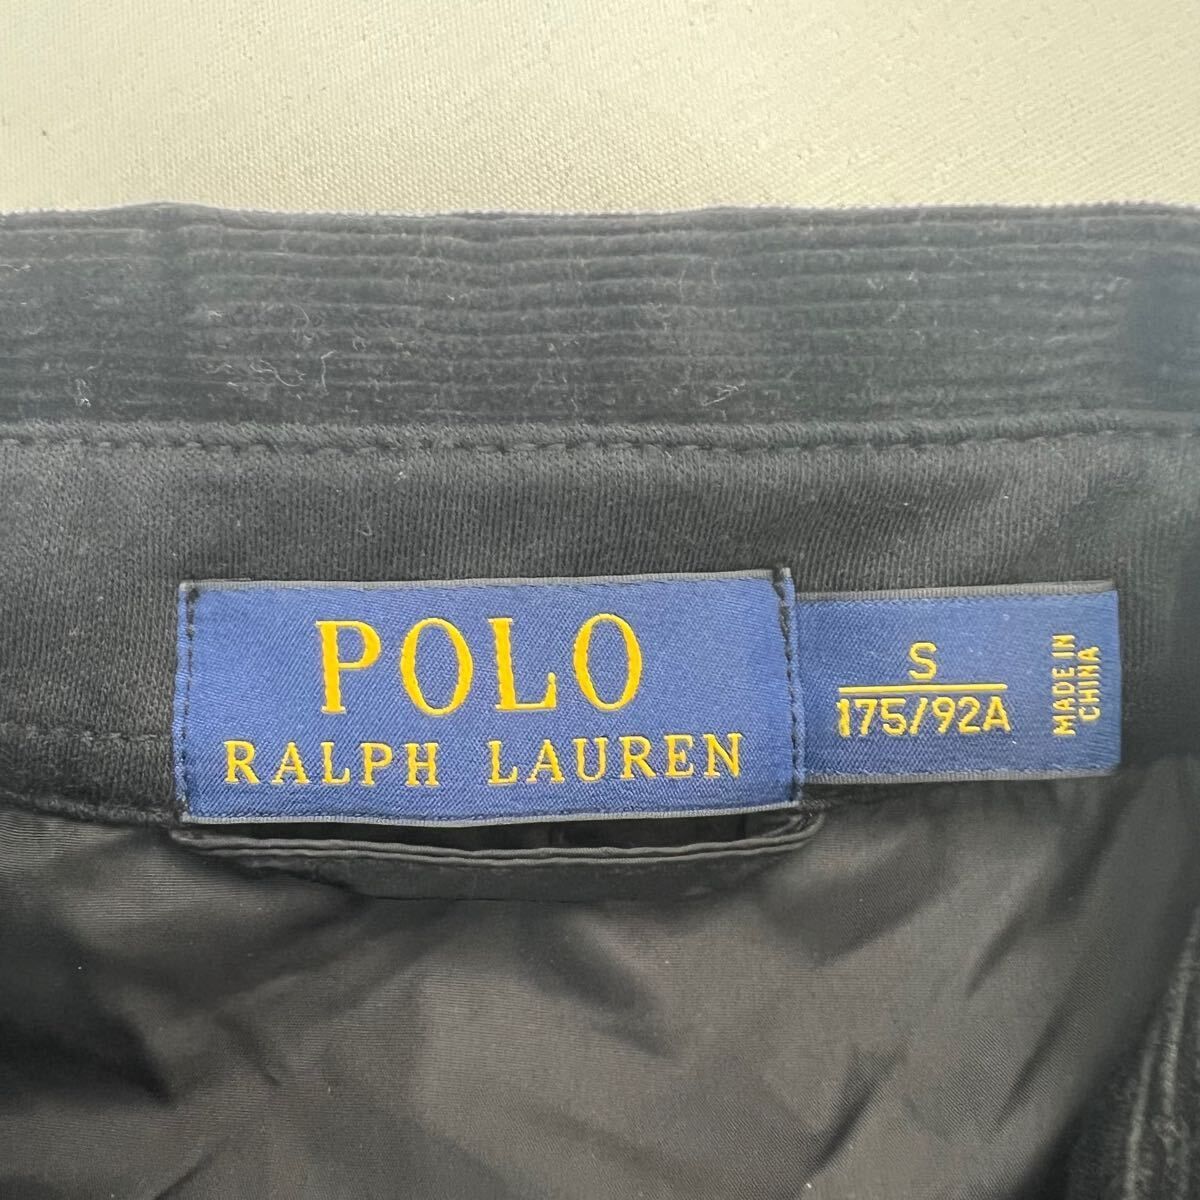 POLO
RALPH LAUREN
S
175/92A
MADE IN
CHINA